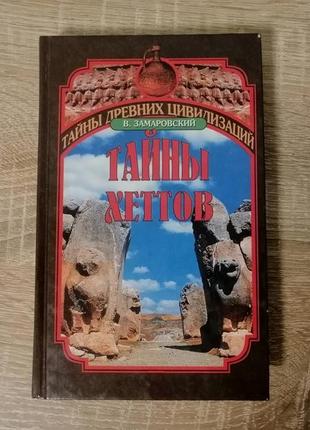 ТАЙНЫ ДРЕВНИХ ЦИВИЛИЗАЦИЙ
В. ЗАМАРОВСКИЙ
ТАЙНЫ
ХЕТТОВ